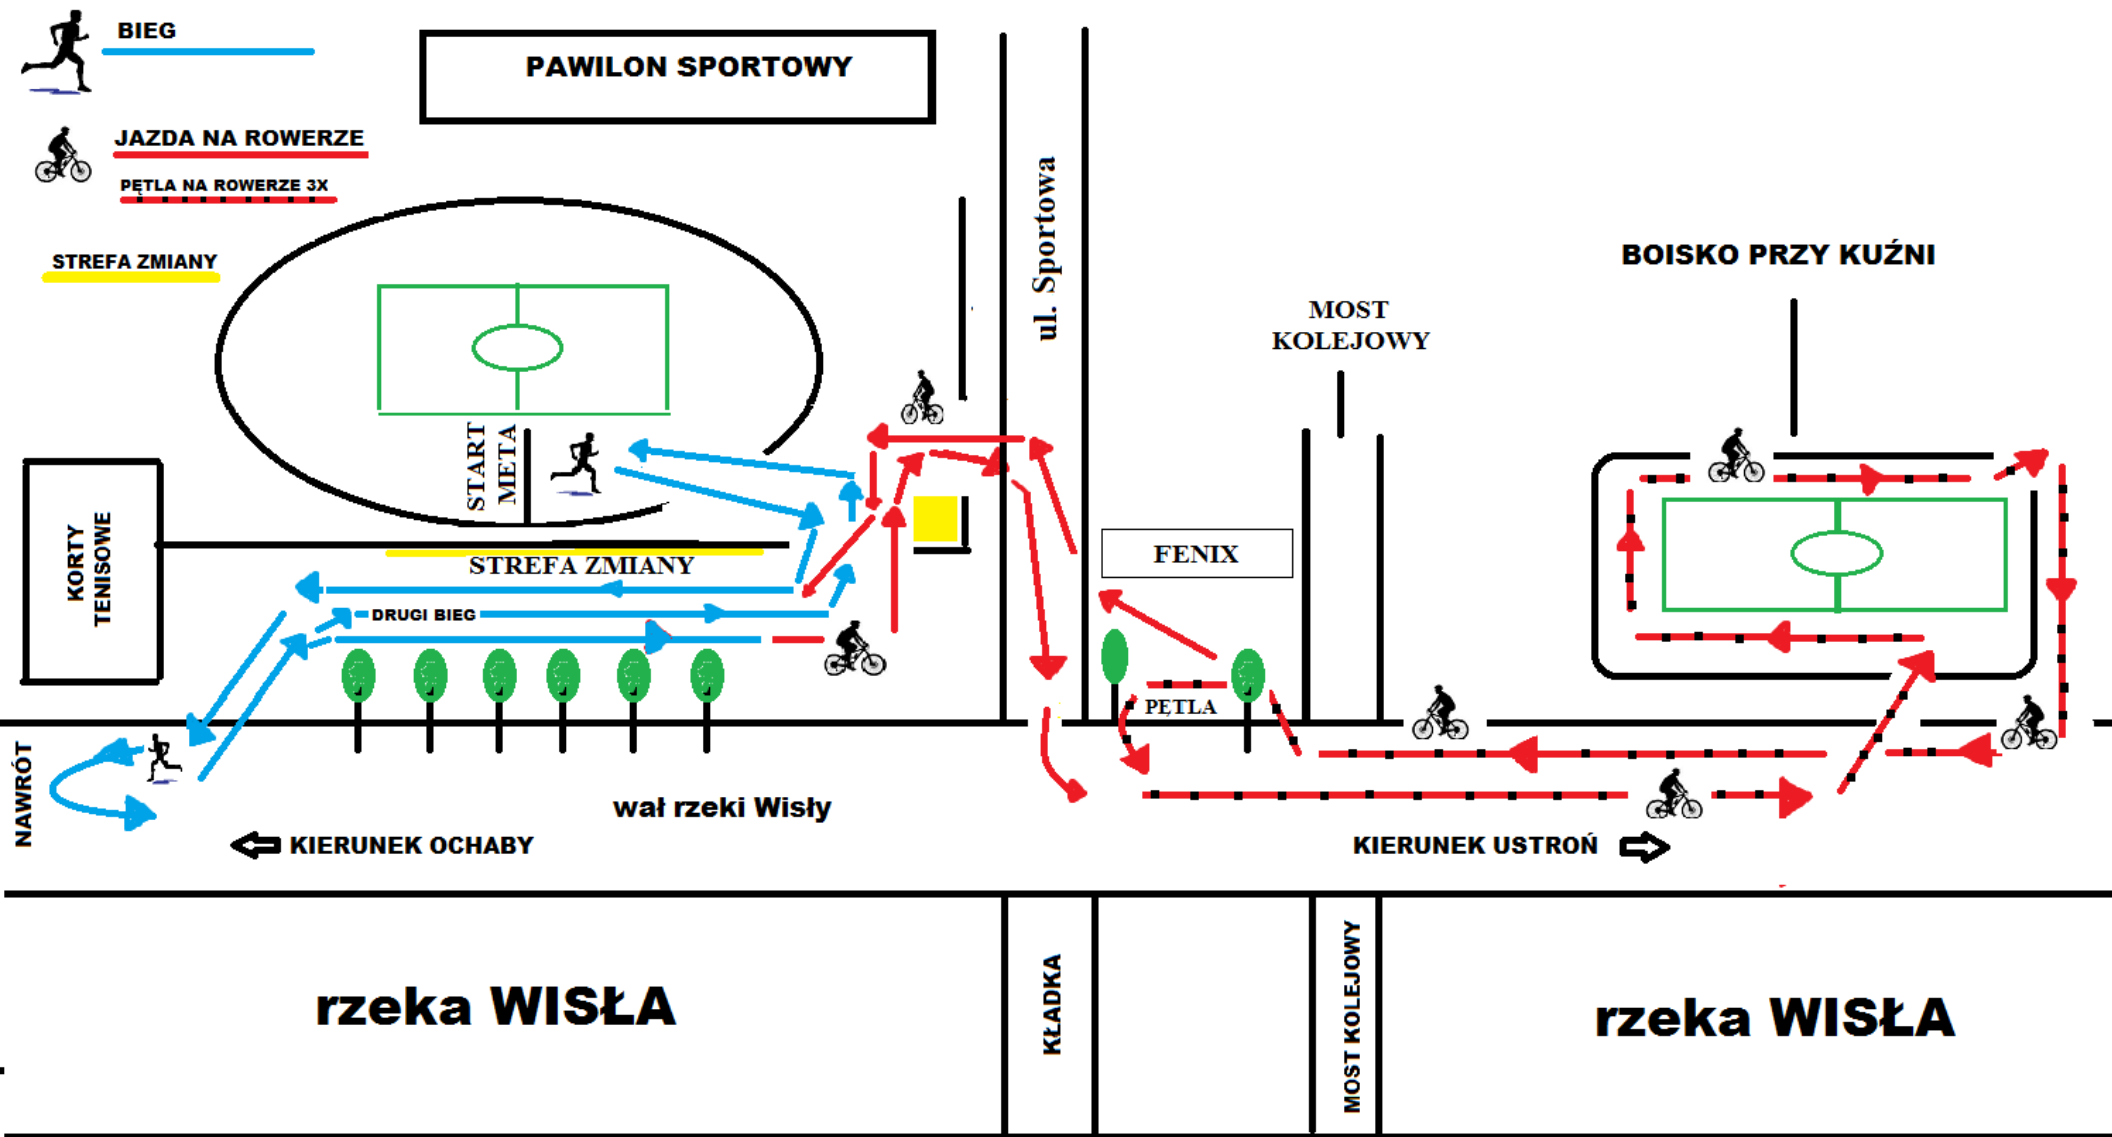 BIEG
PAWILON SPORTOWY
JAZDA NA ROWERZE
PĘTLA NA ROWERZE 3X
STREFA ZMIANY
ul. Sportowa
BOISKO PRZY KUŹNI
MOST
KOLEJOWY
START
META
KORTY
TENISOWE
STREFA ZMIANY
FENIX
DRUGI BIEG
PĘTLA
NAWRÓT
wał rzeki Wisły
KIERUNEK OCHABY
KIERUNEK USTROŃ
rzeka WISŁA
KŁADKA
MOST KOLEJOWY
rzeka WISŁA